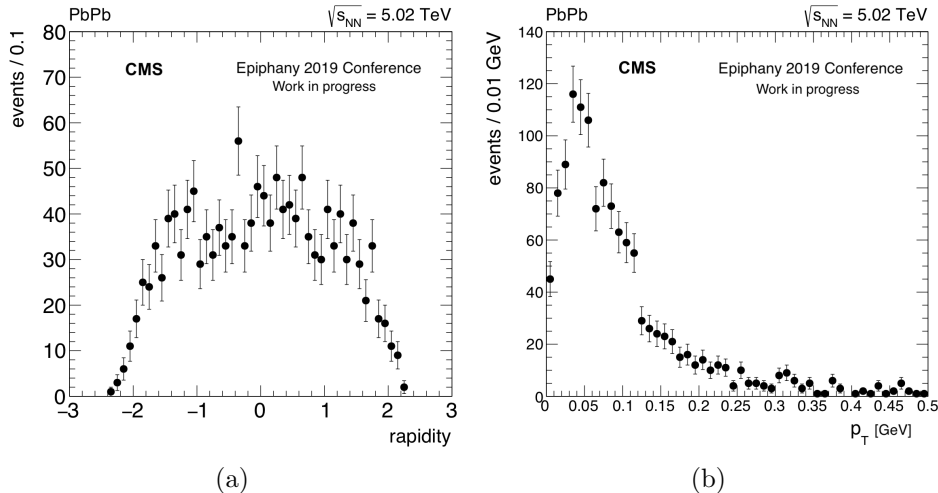 PbPb √s_NN = 5.02 TeV
events / 0.1
80
70
60
50
40
30
20
10
0
CMS
Epiphany 2019 Conference
Work in progress
−3 −2 −1 0 1 2 3
rapidity
(a)
PbPb √s_NN = 5.02 TeV
events / 0.01 GeV
140
120
100
80
60
40
20
0
CMS
Epiphany 2019 Conference
Work in progress
0 0.05 0.1 0.15 0.2 0.25 0.3 0.35 0.4 0.45 0.5
p_T [GeV]
(b)